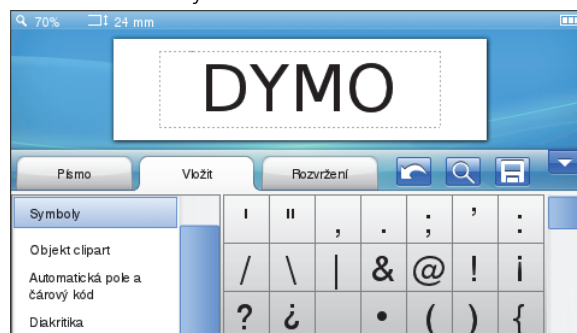 70% 24 mm
DYMO
Písmo Vložit Rozvržení
Symboly
Objekt clipart
Automatická pole a
čárový kód
Diakritika
' " , . ; ’ :
/ \ | & @ ! ¡
? ¿ _ • ( ) {